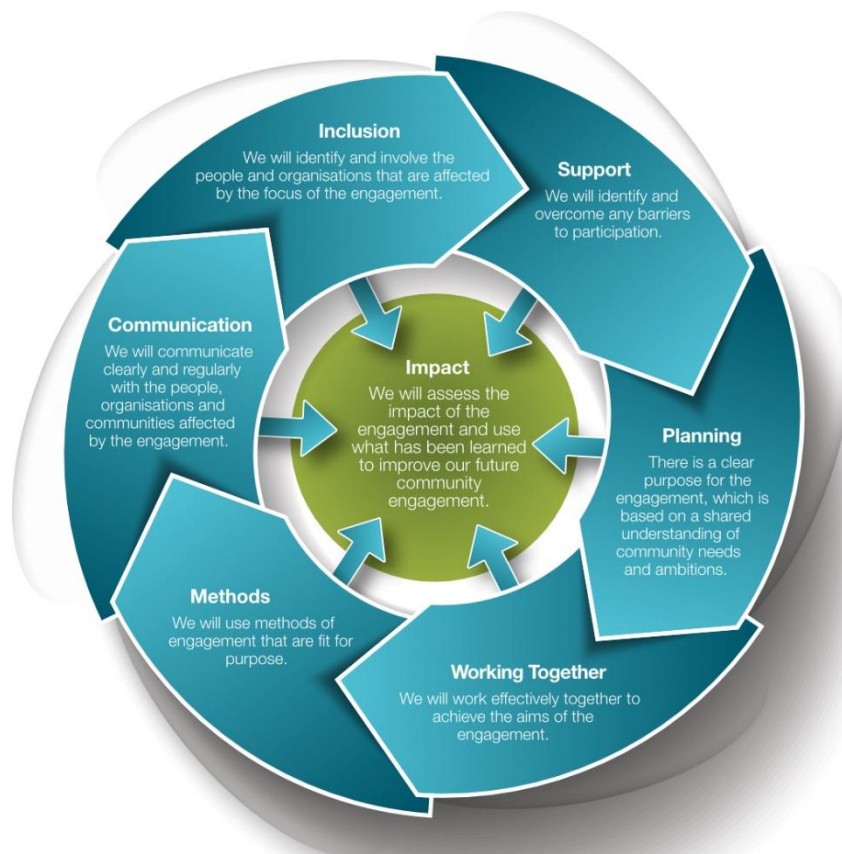 Inclusion
We will identify and involve the
people and organisations that are affected
by the focus of the engagement.
Support
We will identify and
overcome any barriers
to participation.
Planning
There is a clear
purpose for the
engagement, which is
based on a shared
understanding of
community needs
and ambitions.
Working Together
We will work effectively together to
achieve the aims of the
engagement.
Methods
We will use methods of
engagement that are fit for
purpose.
Communication
We will communicate
clearly and regularly
with the people,
organisations and
communities affected
by the engagement.
Impact
We will assess the
impact of the
engagement and use
what has been learned
to improve our future
community
engagement.